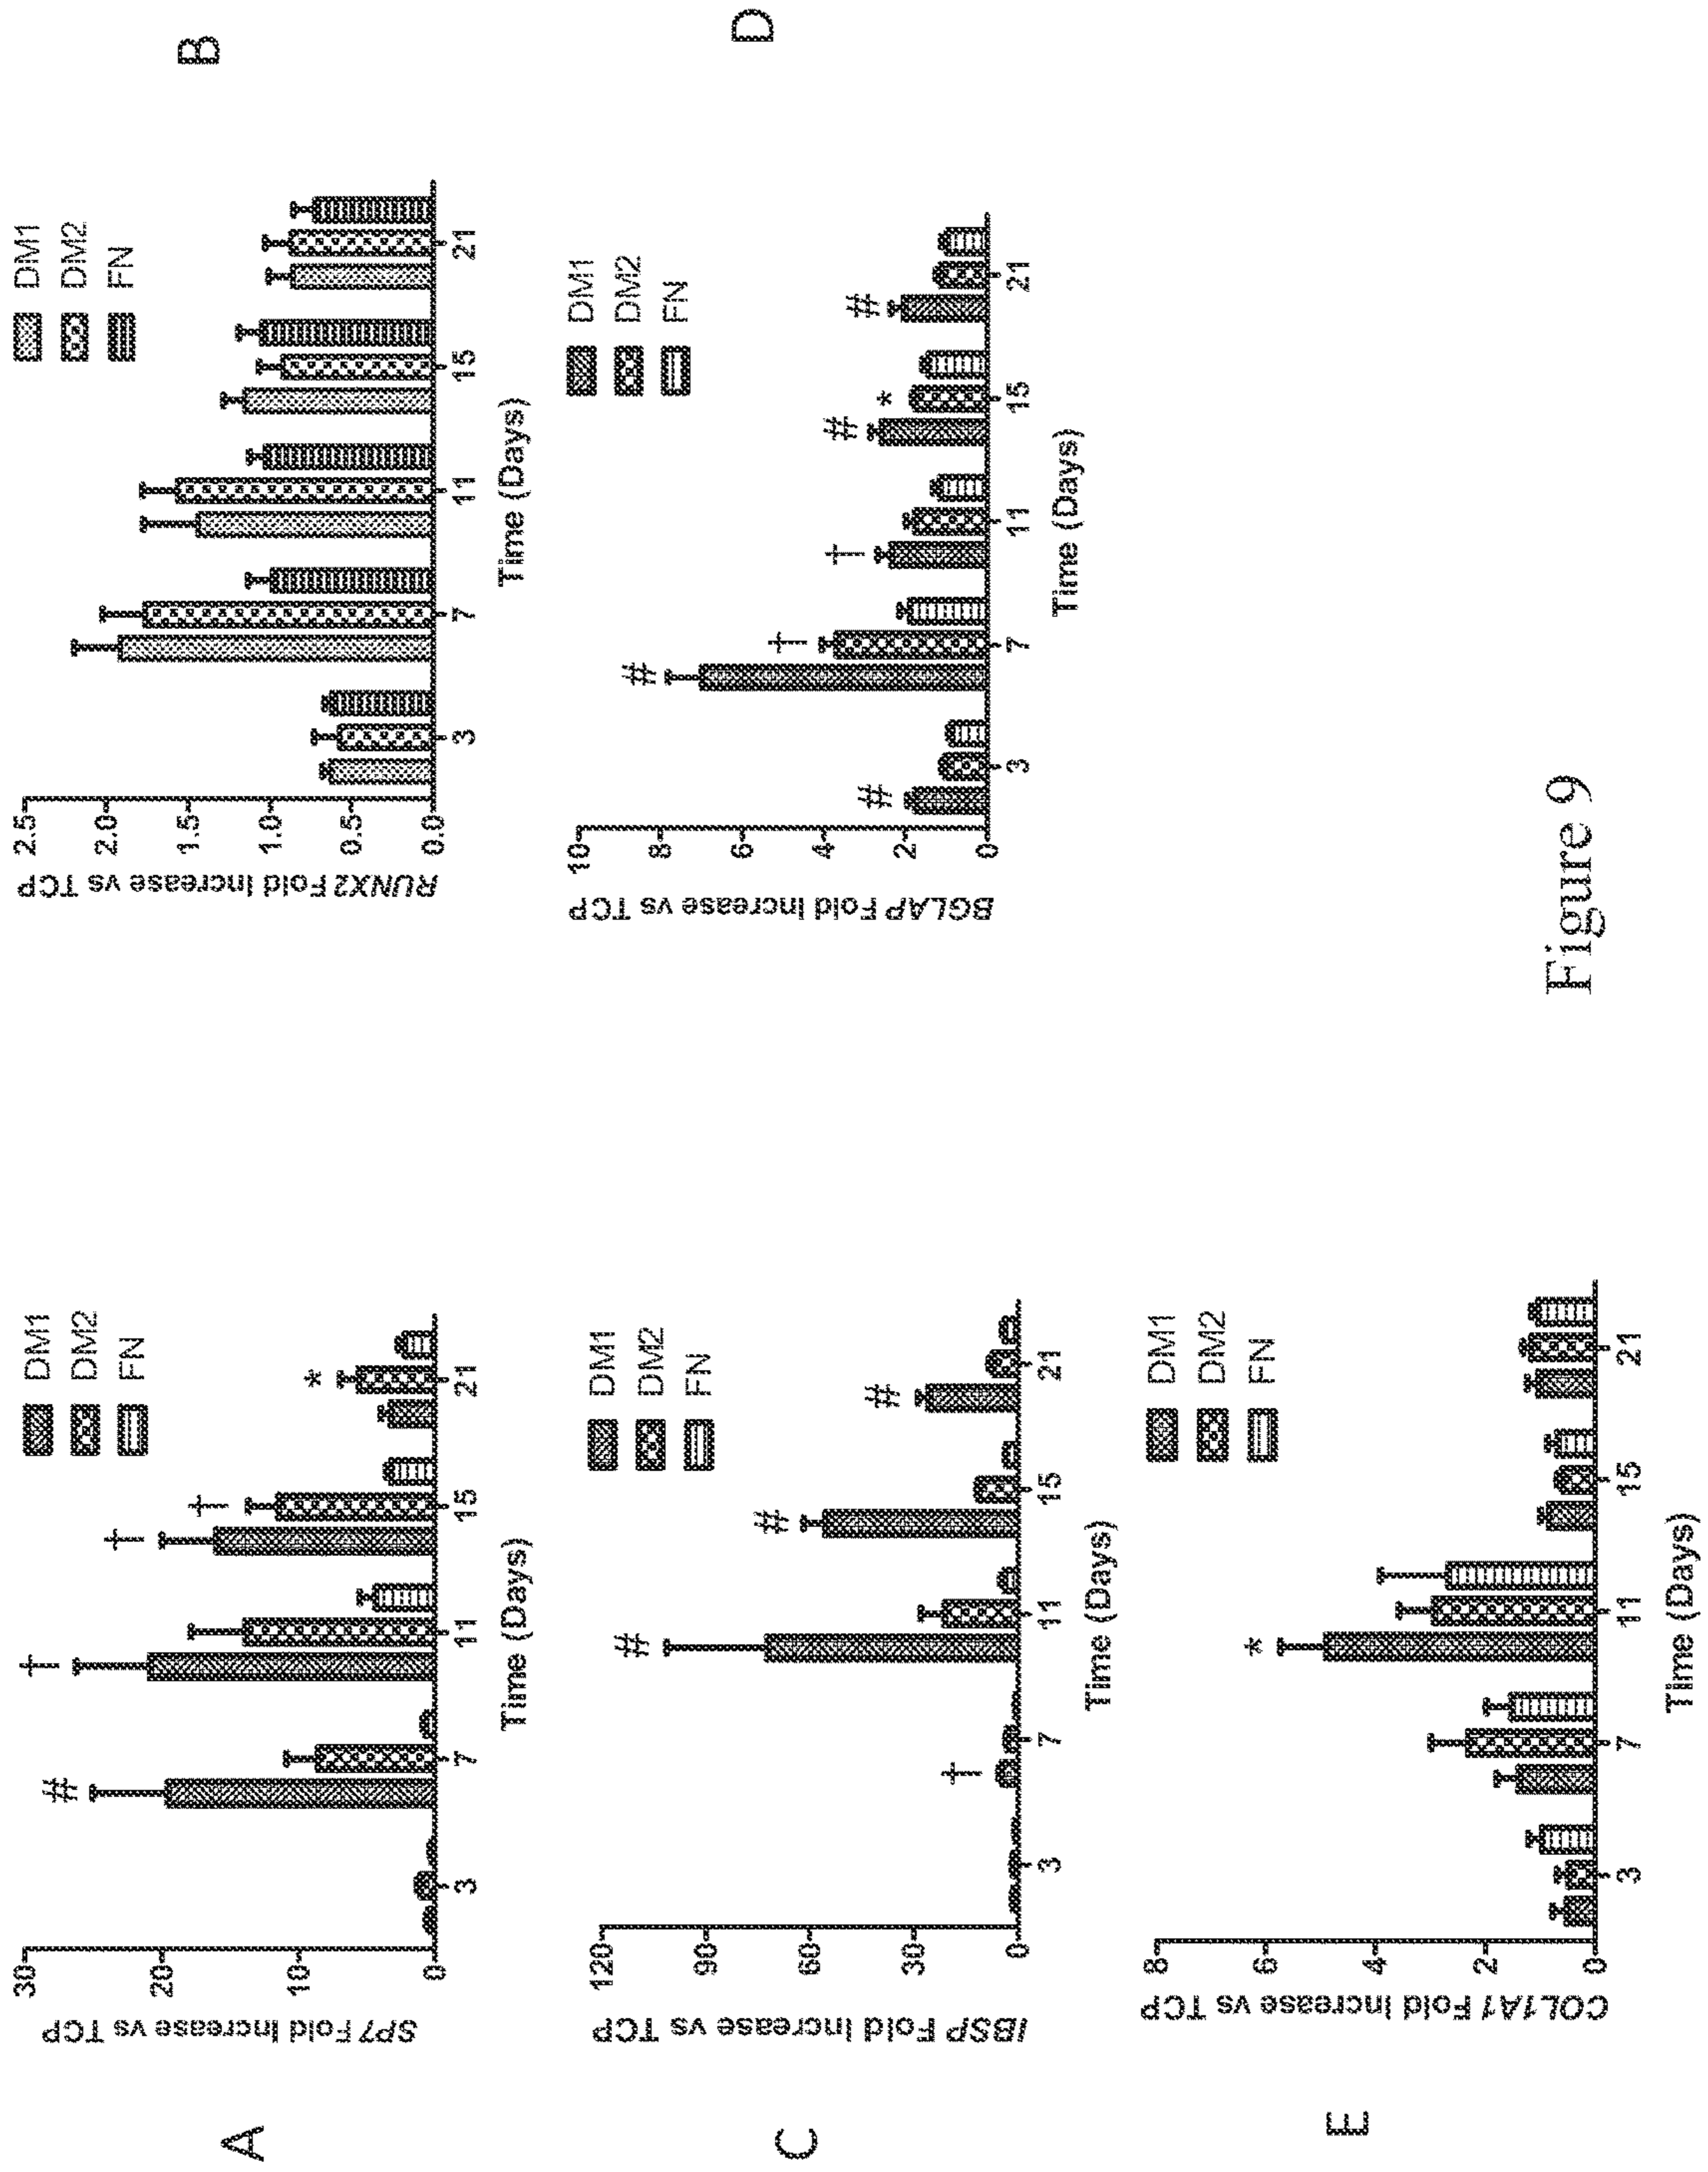 A
SP7 Fold Increase vs TCP
30
20
10
0
#
†
†
†
*
DM1
DM2
FN
3
7
11
15
21
Time (Days)
B
RUNX2 Fold Increase vs TCP
2.5
2.0
1.5
1.0
0.5
0.0
DM1
DM2
FN
3
7
11
15
21
Time (Days)
C
IBSP Fold Increase vs TCP
120
90
60
30
0
†
#
#
#
DM1
DM2
FN
3
7
11
15
21
Time (Days)
D
BGLAP Fold Increase vs TCP
10
8
6
4
2
0
#
#
†
†
#
*
#
DM1
DM2
FN
3
7
11
15
21
Time (Days)
E
COL1A1 Fold Increase vs TCP
8
6
4
2
0
*
DM1
DM2
FN
3
7
11
15
21
Time (Days)
Figure 9